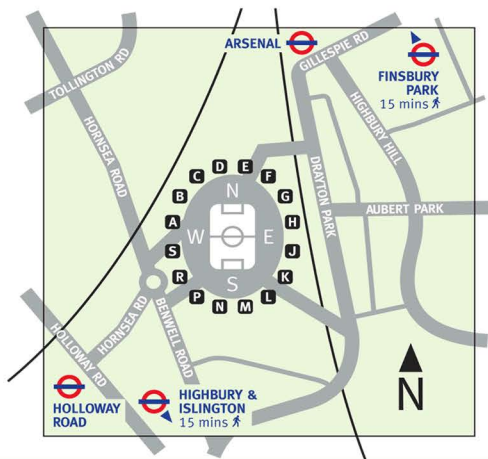 ARSENAL
GILLESPIE RD
FINSBURY
PARK
15 mins
TOLLINGTON RD
HORNSEA ROAD
HIGHBURY HILL
DRAYTON PARK
AUBERT PARK
D
E
C
F
B
G
A
H
S
J
R
K
P
L
N
M
N
W
E
S
HORNSEA RD
BENWELL ROAD
HOLLOWAY RD
HOLLOWAY
ROAD
HIGHBURY &
ISLINGTON
15 mins
N